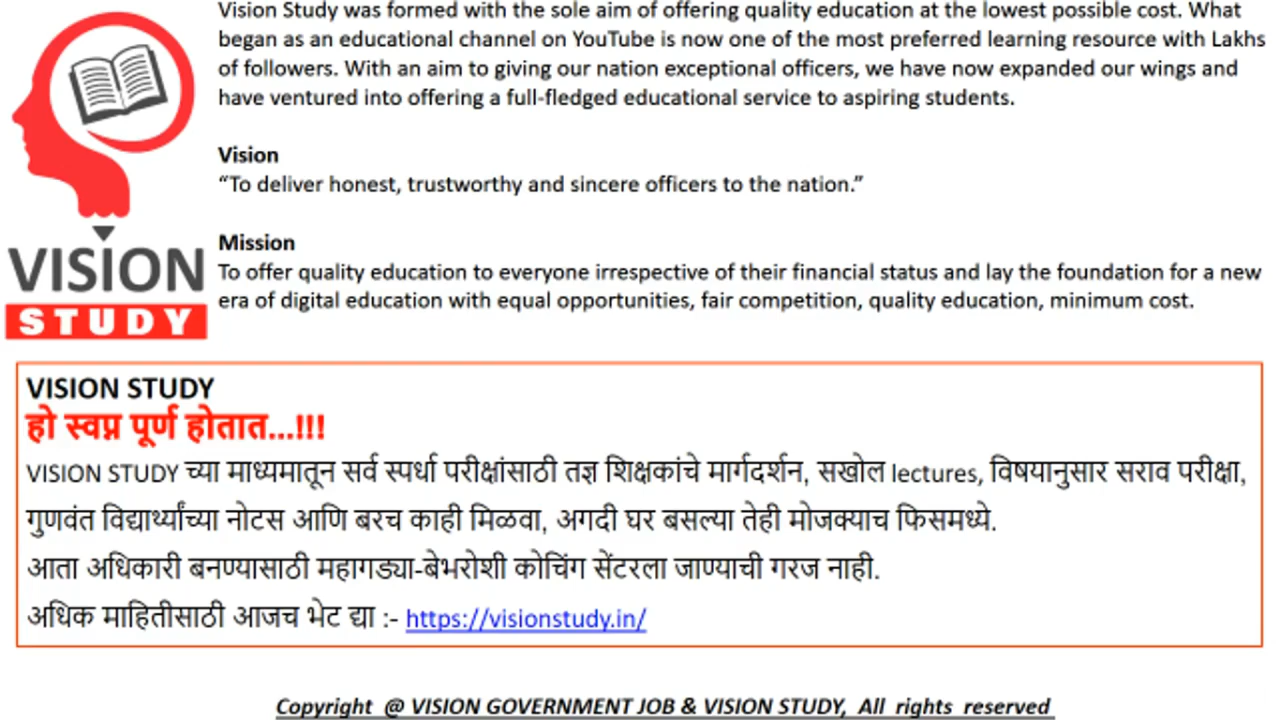 Vision Study was formed with the sole aim of offering quality education at the lowest possible cost. What
began as an educational channel on YouTube is now one of the most preferred learning resource with Lakhs
of followers. With an aim to giving our nation exceptional officers, we have now expanded our wings and
have ventured into offering a full-fledged educational service to aspiring students.
Vision
“To deliver honest, trustworthy and sincere officers to the nation.”
Mission
To offer quality education to everyone irrespective of their financial status and lay the foundation for a new
era of digital education with equal opportunities, fair competition, quality education, minimum cost.
VISION
STUDY
VISION STUDY
हो स्वप्न पूर्ण होतात...!!!
VISION STUDY च्या माध्यमातून सर्व स्पर्धा परीक्षांसाठी तज्ञ शिक्षकांचे मार्गदर्शन, सखोल lectures, विषयानुसार सराव परीक्षा,
गुणवंत विद्यार्थ्यांच्या नोटस आणि बरच काही मिळवा, अगदी घर बसल्या तेही मोजक्याच फिसमध्ये.
आता अधिकारी बनण्यासाठी महागड्या-बेभरोशी कोचिंग सेंटरला जाण्याची गरज नाही.
अधिक माहितीसाठी आजच भेट द्या :- https://visionstudy.in/
Copyright @ VISION GOVERNMENT JOB & VISION STUDY, All rights reserved